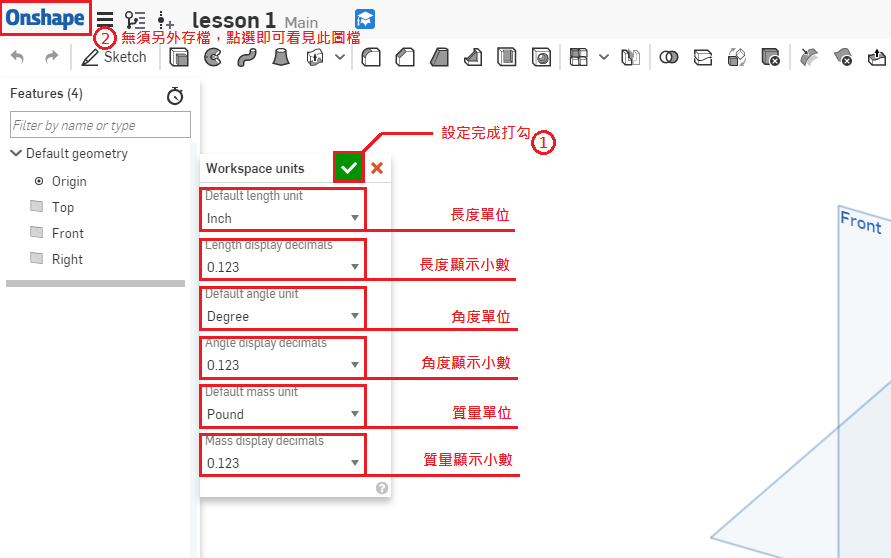 Onshape
lesson 1 Main
② 無須另外存檔，點選即可看見此圖檔
Sketch
Features (4)
Filter by name or type
Default geometry
Origin
Top
Front
Right
設定完成打勾 ①
Workspace units
Default length unit
Inch
長度單位
Length display decimals
0.123
長度顯示小數
Default angle unit
Degree
角度單位
Angle display decimals
0.123
角度顯示小數
Default mass unit
Pound
質量單位
Mass display decimals
0.123
質量顯示小數
Front